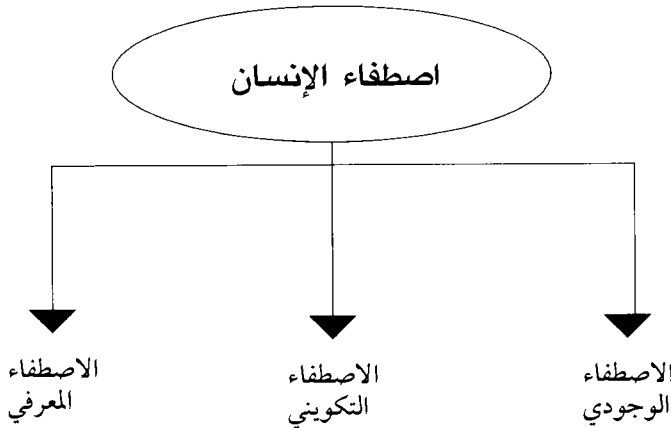 اصطفاء الإنسان
الاصطفاء
الوجودي
الاصطفاء
التكويني
الاصطفاء
المعرفي